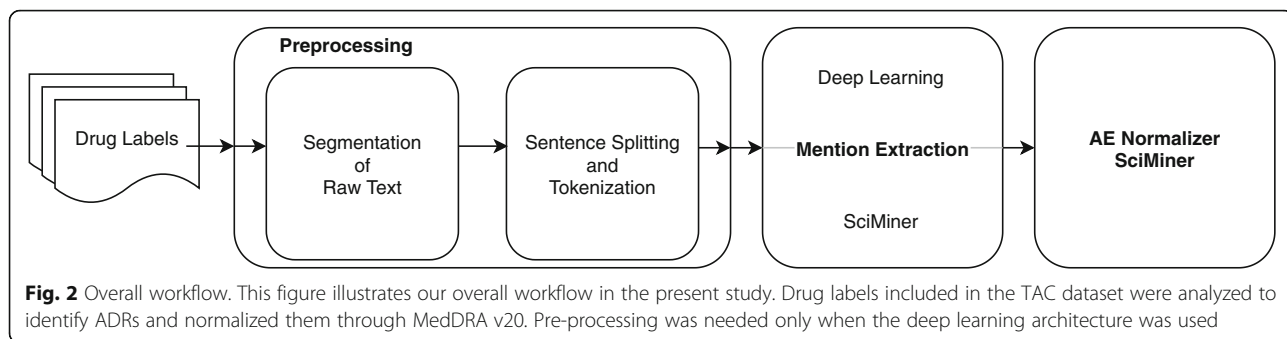 Preprocessing
Drug Labels
Segmentation
of
Raw Text
Sentence Splitting
and
Tokenization
Deep Learning
Mention Extraction
SciMiner
AE Normalizer
SciMiner
Fig. 2 Overall workflow. This figure illustrates our overall workflow in the present study. Drug labels included in the TAC dataset were analyzed to
identify ADRs and normalized them through MedDRA v20. Pre-processing was needed only when the deep learning architecture was used